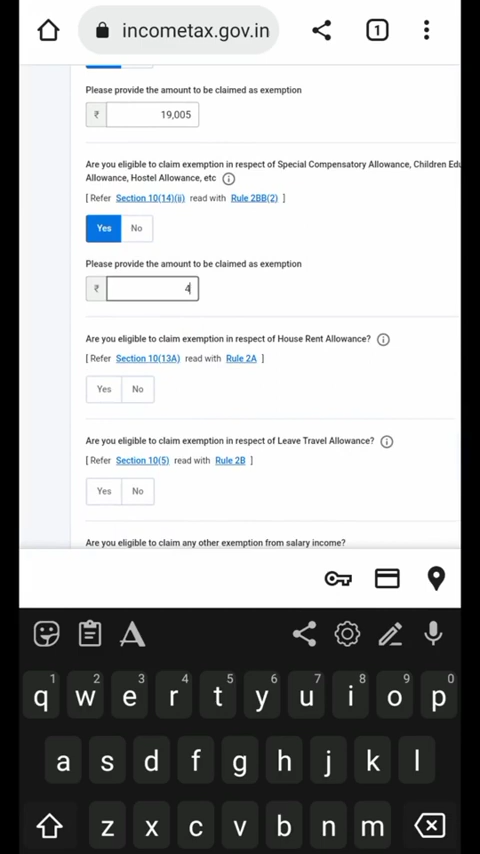 incometax.gov.in
1
Please provide the amount to be claimed as exemption
₹ 19,005
Are you eligible to claim exemption in respect of Special Compensatory Allowance, Children Edu
Allowance, Hostel Allowance, etc
[ Refer Section 10(14)(ii) read with Rule 2BB(2) ]
Yes No
Please provide the amount to be claimed as exemption
₹ 4
Are you eligible to claim exemption in respect of House Rent Allowance?
[ Refer Section 10(13A) read with Rule 2A ]
Yes No
Are you eligible to claim exemption in respect of Leave Travel Allowance?
[ Refer Section 10(5) read with Rule 2B ]
Yes No
Are you eligible to claim any other exemption from salary income?
A
1 2 3 4 5 6 7 8 9 0
q w e r t y u i o p
a s d f g h j k l
z x c v b n m